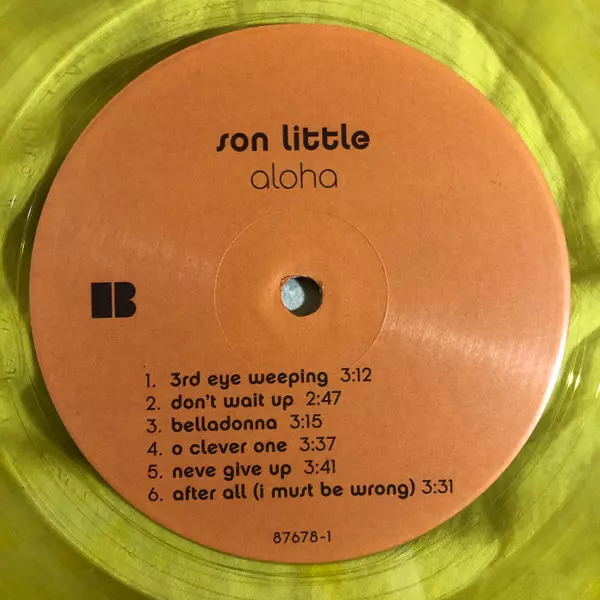 son little
aloha
B
1. 3rd eye weeping 3:12
2. don't wait up 2:47
3. belladonna 3:15
4. o clever one 3:37
5. neve give up 3:41
6. after all (i must be wrong) 3:31
87678-1